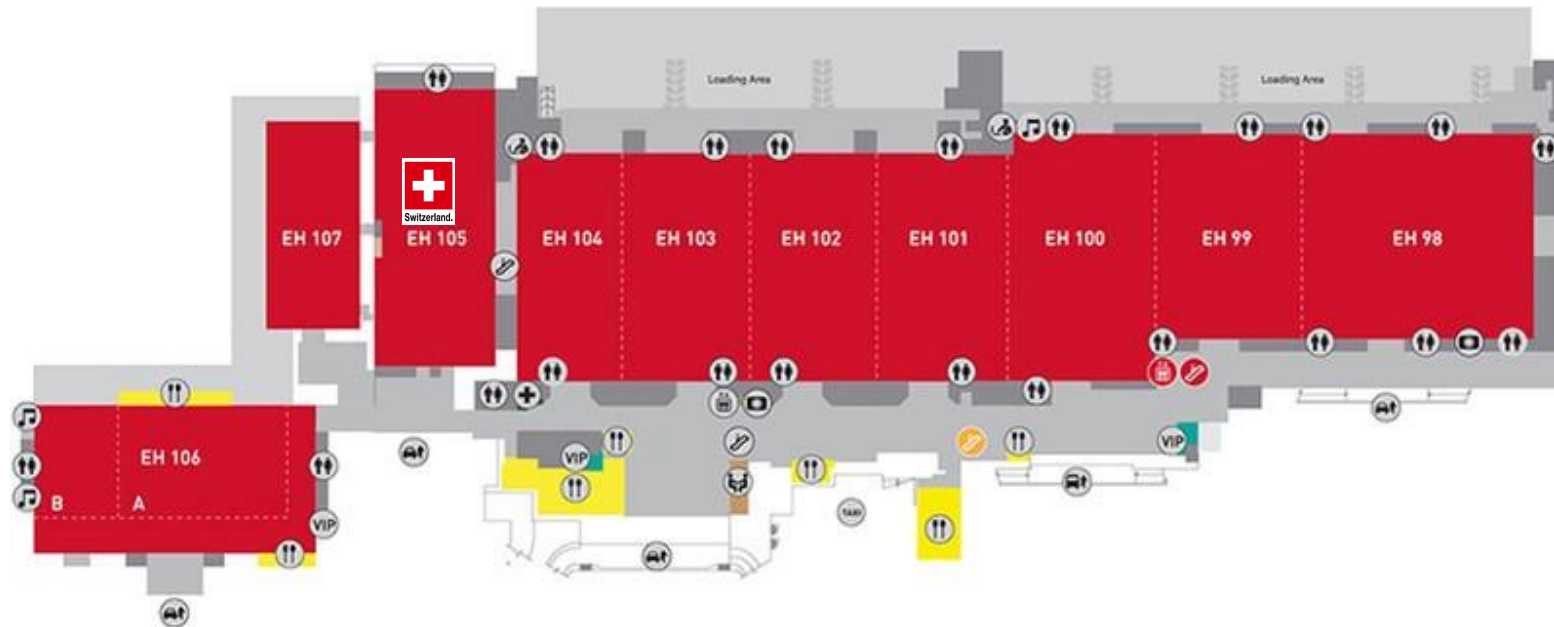 Loading Area
Loading Area
Switzerland.
EH 107
EH 105
EH 104
EH 103
EH 102
EH 101
EH 100
EH 99
EH 98
EH 106
B
A
VIP
VIP
VIP
TAXI